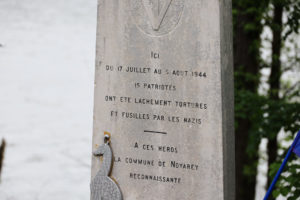 ICI
DU 17 JUILLET AU 5 AOUT 1944
15 PATRIOTES
ONT ETE LACHEMENT TORTURES
ET FUSILLES PAR LES NAZIS
A CES HEROS
LA COMMUNE DE NOYAREY
RECONNAISSANTE